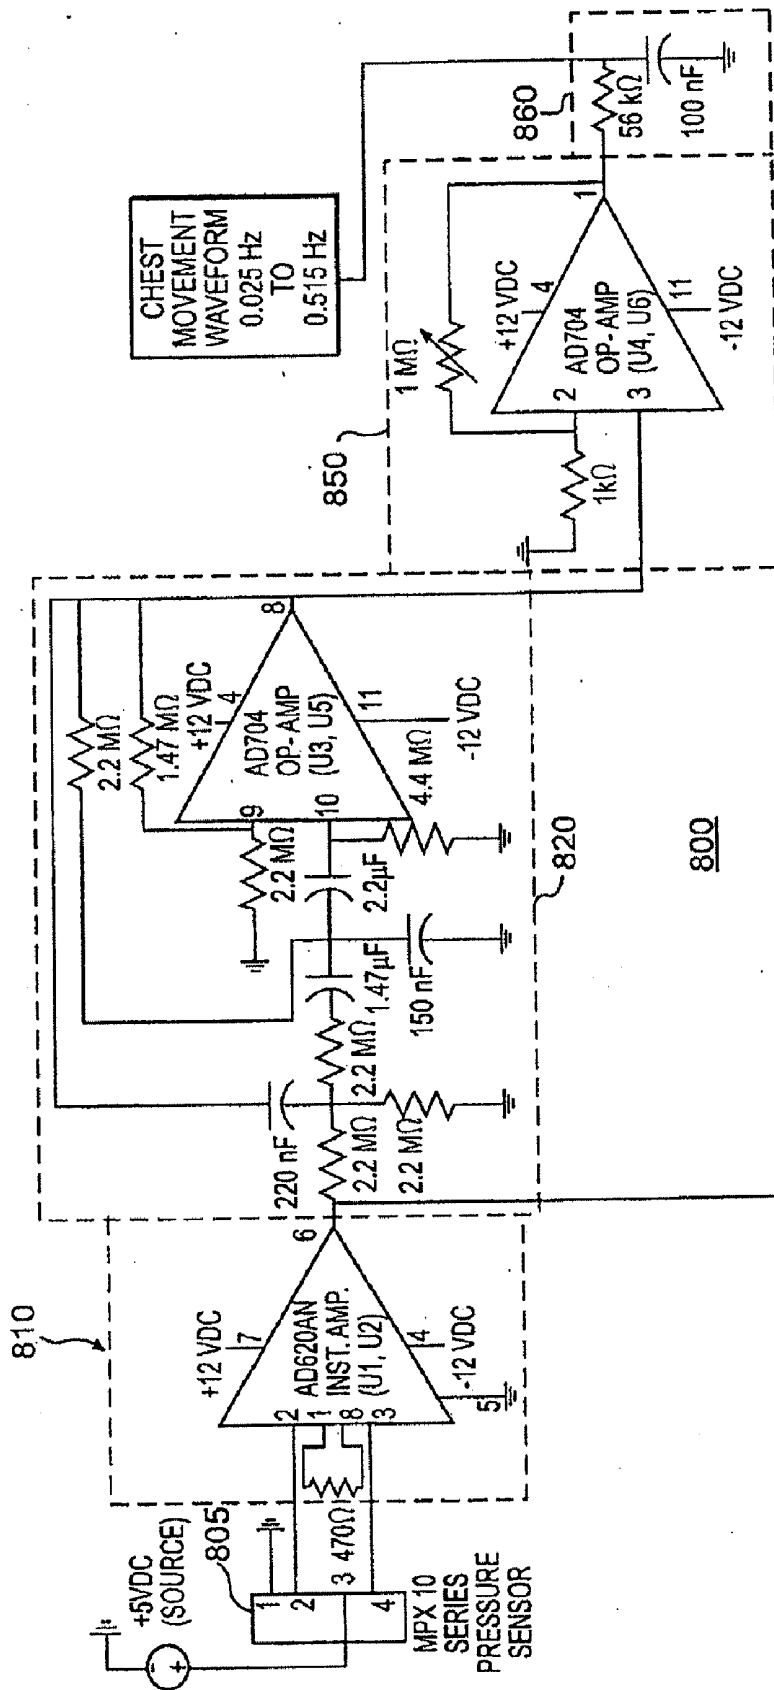 810
+5VDC
(SOURCE)
805
1
2
3
4
MPX 10
SERIES
PRESSURE
SENSOR
470Ω
2
1
8
3
+12 VDC
7
AD620AN
INST. AMP.
(U1, U2)
4
-12 VDC
5
6
220 nF
2.2 MΩ
2.2 MΩ
2.2 MΩ
1.47µF
150 nF
2.2µF
2.2 MΩ
2.2 MΩ
1.47 MΩ
+12 VDC
4
9
10
AD704
OP-AMP
(U3, U5)
8
11
-12 VDC
4.4 MΩ
820
800
850
CHEST
MOVEMENT
WAVEFORM
0.025 Hz
TO
0.515 Hz
1 MΩ
1kΩ
+12 VDC
4
2
3
AD704
OP-AMP
(U4, U6)
1
11
-12 VDC
860
56 kΩ
100 nF